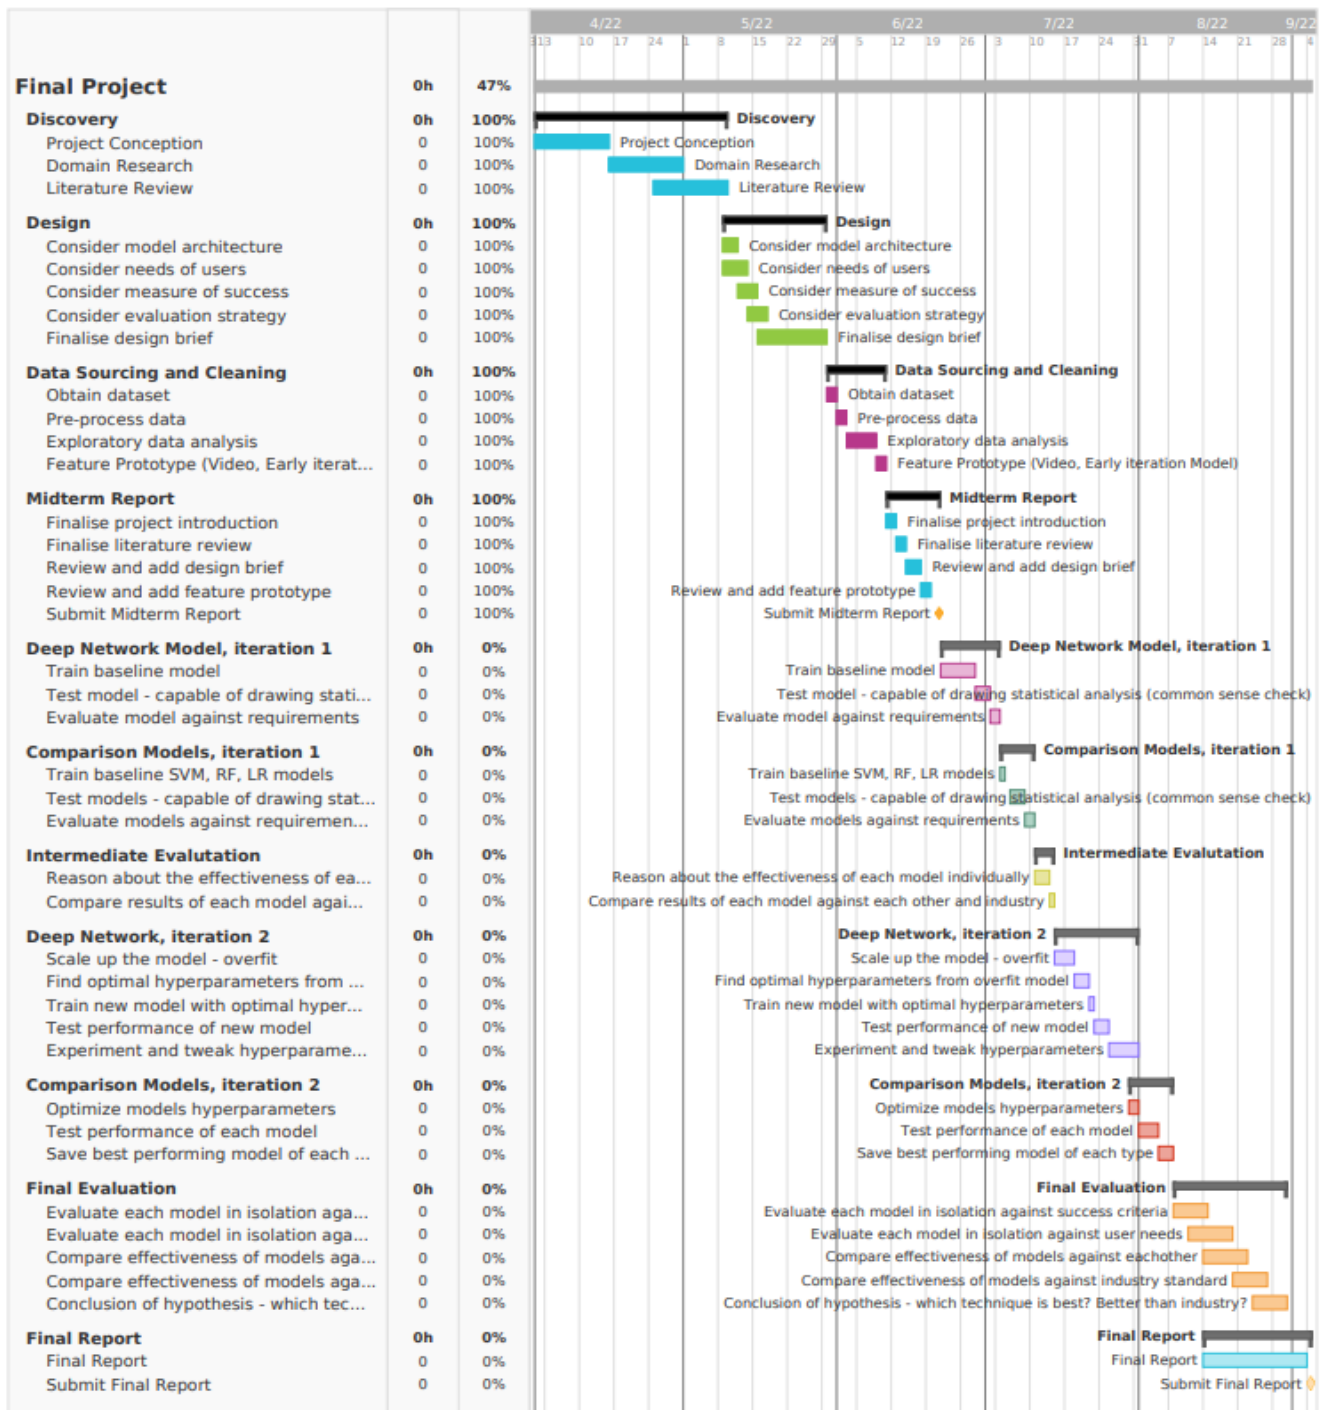 4/22 5/22 6/22 7/22 8/22 9/22
3 10 17 24 1 8 15 22 29 5 12 19 26 3 10 17 24 31 7 14 21 28 4
Final Project 0h 47%
Discovery 0h 100% Discovery
Project Conception 0 100% Project Conception
Domain Research 0 100% Domain Research
Literature Review 0 100% Literature Review
Design 0h 100% Design
Consider model architecture 0 100% Consider model architecture
Consider needs of users 0 100% Consider needs of users
Consider measure of success 0 100% Consider measure of success
Consider evaluation strategy 0 100% Consider evaluation strategy
Finalise design brief 0 100% Finalise design brief
Data Sourcing and Cleaning 0h 100% Data Sourcing and Cleaning
Obtain dataset 0 100% Obtain dataset
Pre-process data 0 100% Pre-process data
Exploratory data analysis 0 100% Exploratory data analysis
Feature Prototype (Video, Early iterat... 0 100% Feature Prototype (Video, Early iteration Model)
Midterm Report 0h 100% Midterm Report
Finalise project introduction 0 100% Finalise project introduction
Finalise literature review 0 100% Finalise literature review
Review and add design brief 0 100% Review and add design brief
Review and add feature prototype 0 100% Review and add feature prototype
Submit Midterm Report 0 100% Submit Midterm Report
Deep Network Model, iteration 1 0h 0% Deep Network Model, iteration 1
Train baseline model 0 0% Train baseline model
Test model - capable of drawing stati... 0 0% Test model - capable of drawing statistical analysis (common sense check)
Evaluate model against requirements 0 0% Evaluate model against requirements
Comparison Models, iteration 1 0h 0% Comparison Models, iteration 1
Train baseline SVM, RF, LR models 0 0% Train baseline SVM, RF, LR models
Test models - capable of drawing stat... 0 0% Test models - capable of drawing statistical analysis (common sense check)
Evaluate models against requiremen... 0 0% Evaluate models against requirements
Intermediate Evalutation 0h 0% Intermediate Evalutation
Reason about the effectiveness of ea... 0 0% Reason about the effectiveness of each model individually
Compare results of each model agai... 0 0% Compare results of each model against each other and industry
Deep Network, iteration 2 0h 0% Deep Network, iteration 2
Scale up the model - overfit 0 0% Scale up the model - overfit
Find optimal hyperparameters from ... 0 0% Find optimal hyperparameters from overfit model
Train new model with optimal hyper... 0 0% Train new model with optimal hyperparameters
Test performance of new model 0 0% Test performance of new model
Experiment and tweak hyperparame... 0 0% Experiment and tweak hyperparameters
Comparison Models, iteration 2 0h 0% Comparison Models, iteration 2
Optimize models hyperparameters 0 0% Optimize models hyperparameters
Test performance of each model 0 0% Test performance of each model
Save best performing model of each ... 0 0% Save best performing model of each type
Final Evaluation 0h 0% Final Evaluation
Evaluate each model in isolation aga... 0 0% Evaluate each model in isolation against success criteria
Evaluate each model in isolation aga... 0 0% Evaluate each model in isolation against user needs
Compare effectiveness of models aga... 0 0% Compare effectiveness of models against eachother
Compare effectiveness of models aga... 0 0% Compare effectiveness of models against industry standard
Conclusion of hypothesis - which tec... 0 0% Conclusion of hypothesis - which technique is best? Better than industry?
Final Report 0h 0% Final Report
Final Report 0 0% Final Report
Submit Final Report 0 0% Submit Final Report